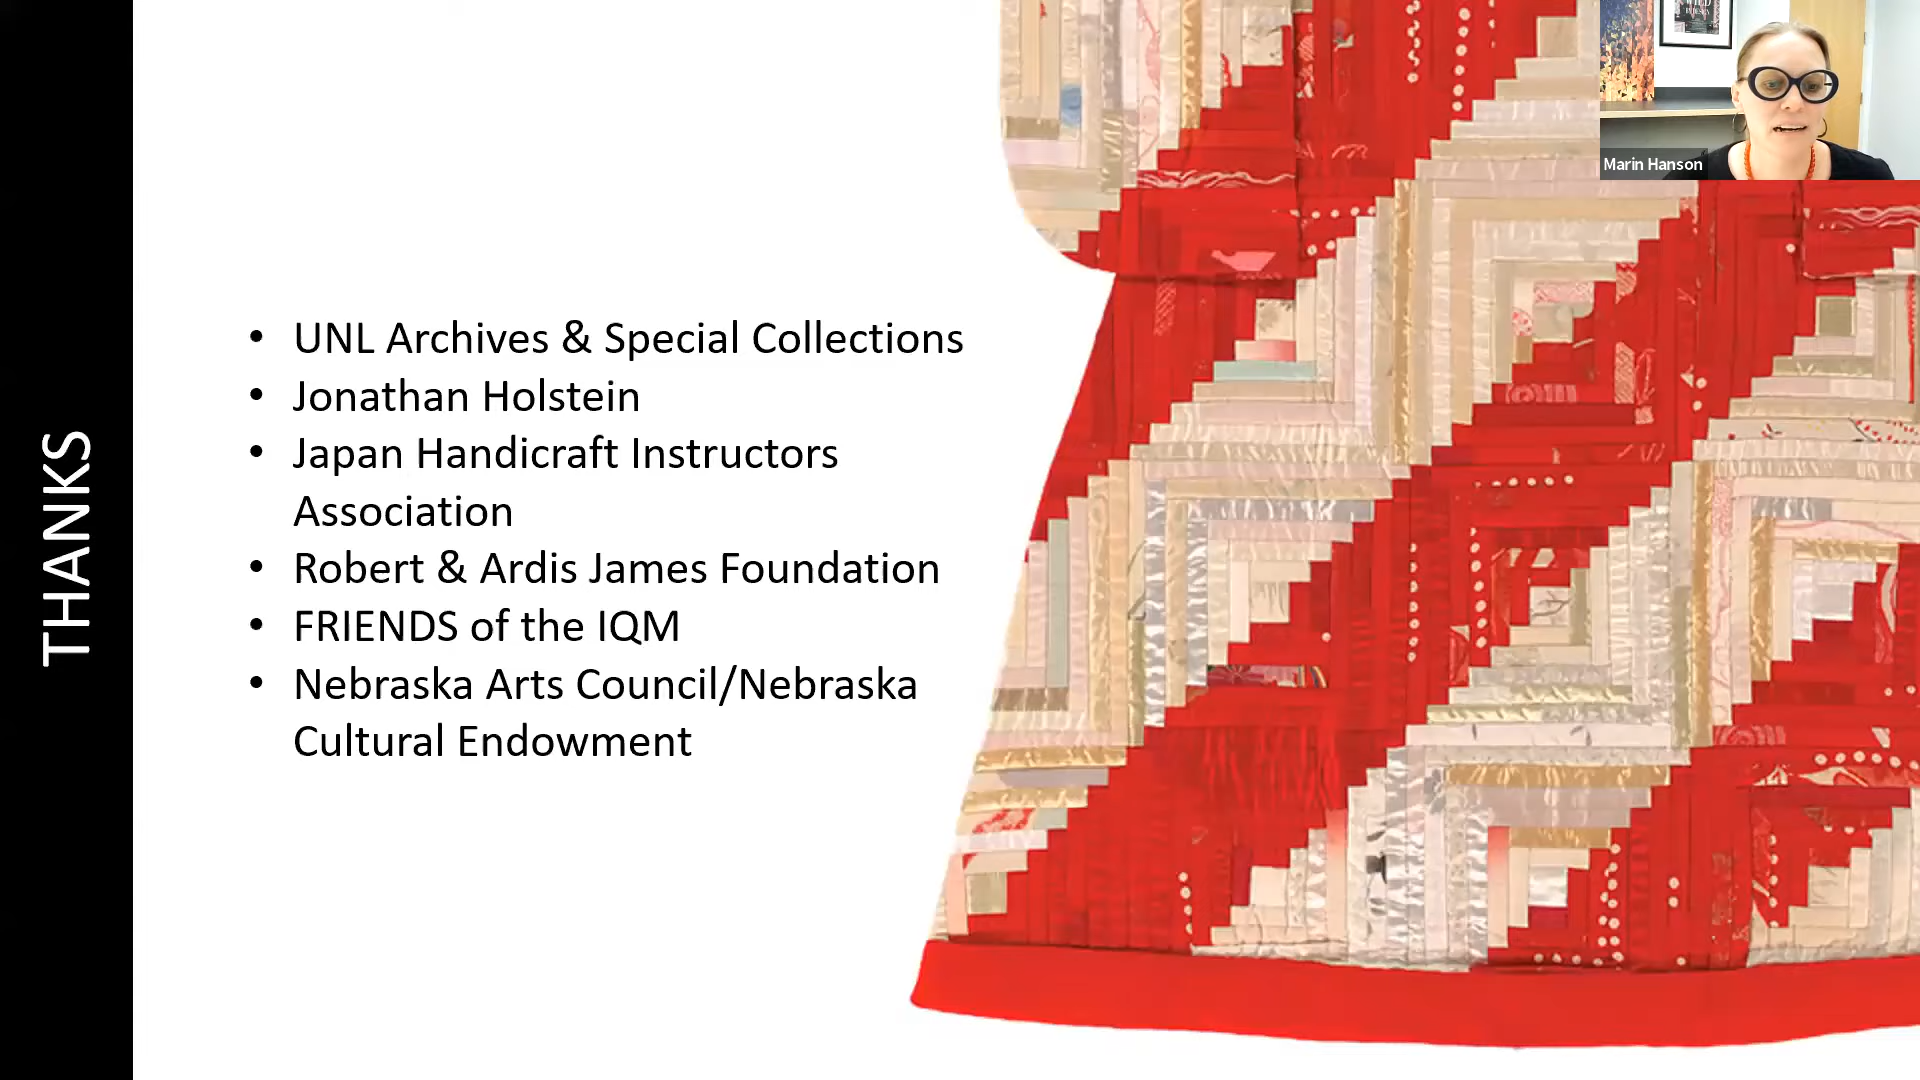 THANKS
• UNL Archives & Special Collections
• Jonathan Holstein
• Japan Handicraft Instructors
Association
• Robert & Ardis James Foundation
• FRIENDS of the IQM
• Nebraska Arts Council/Nebraska
Cultural Endowment
Marin Hanson